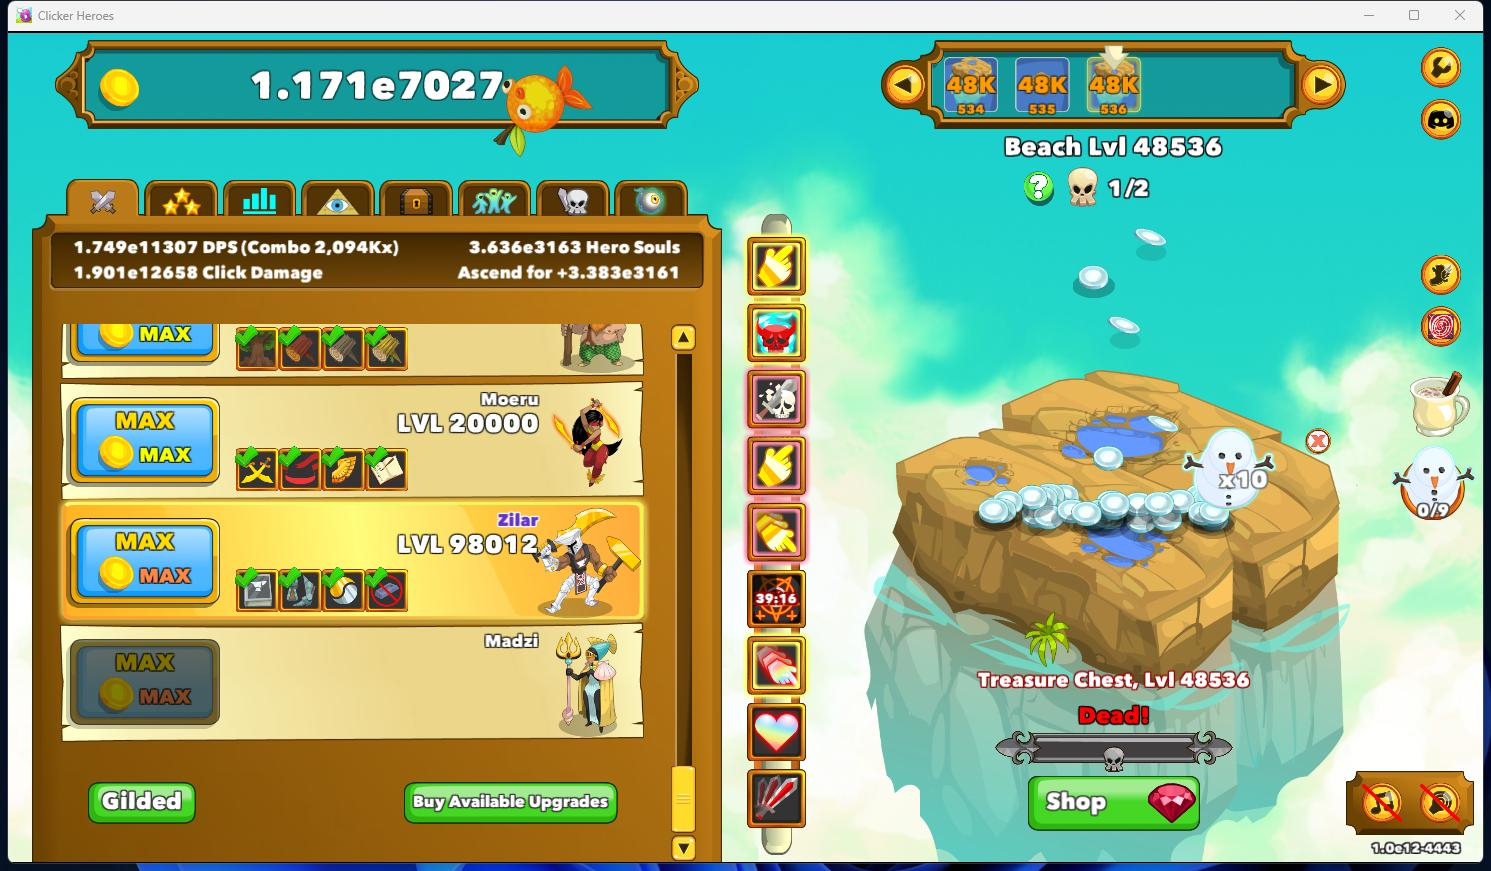 Clicker Heroes
1.171e7027
48K
534
48K
535
48K
536
Beach Lvl 48536
1/2
1.749e11307 DPS (Combo 2,094Kx)
3.636e3163 Hero Souls
1.901e12658 Click Damage
Ascend for +3.383e3161
MAX
Moeru
LVL 20000
MAX
MAX
Zilar
LVL 98012
MAX
MAX
Madzi
MAX
MAX
Gilded
Buy Available Upgrades
39:16
x10
0/9
Treasure Chest, Lvl 48536
Dead!
Shop
1.0e12-4443